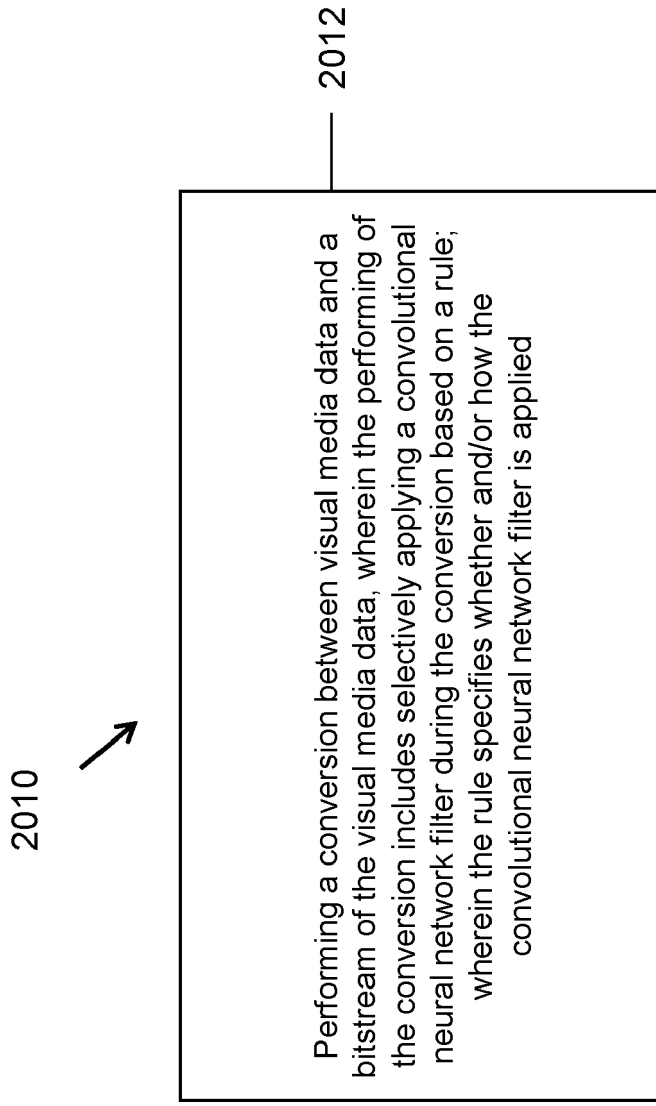 2010
Performing a conversion between visual media data and a
bitstream of the visual media data, wherein the performing of
the conversion includes selectively applying a convolutional
neural network filter during the conversion based on a rule;
wherein the rule specifies whether and/or how the
convolutional neural network filter is applied
2012